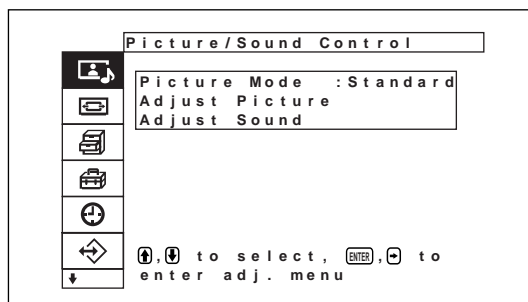 Picture/Sound Control
Picture Mode :Standard
Adjust Picture
Adjust Sound
↑,↓ to select, ENTER,→ to
enter adj. menu